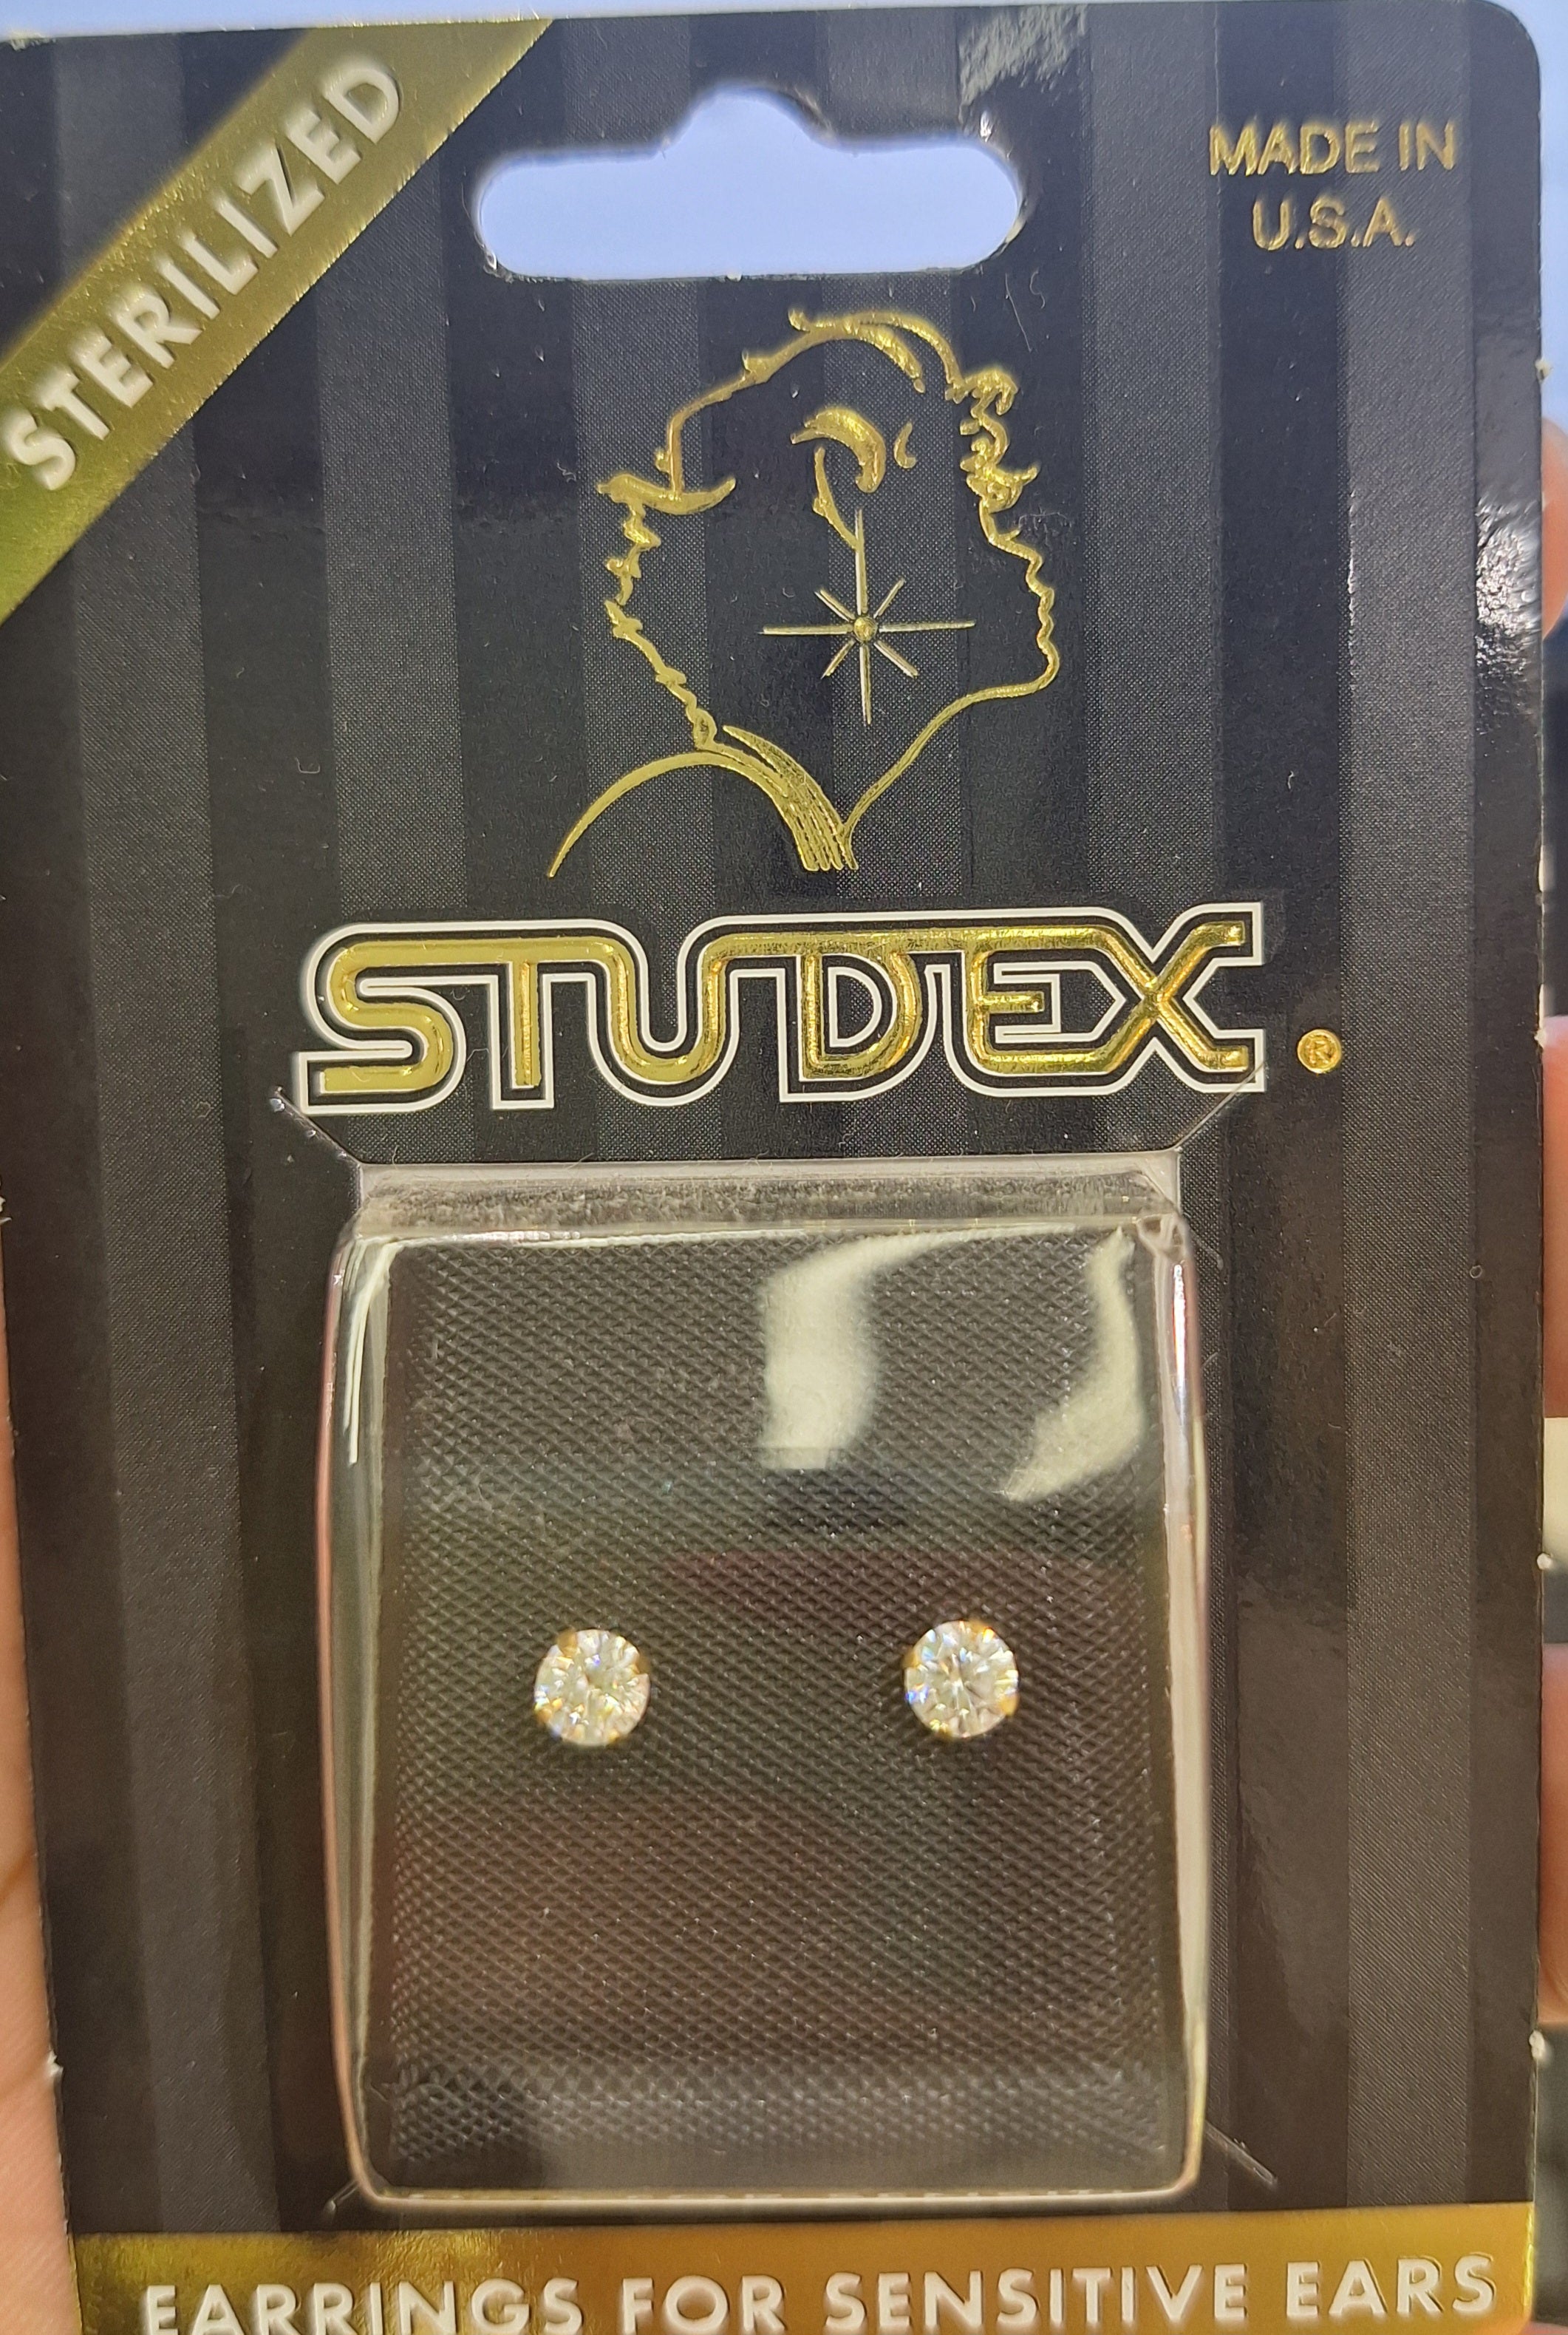 STERILIZED
MADE IN
U.S.A.
STUDEX®
EARRINGS FOR SENSITIVE EARS